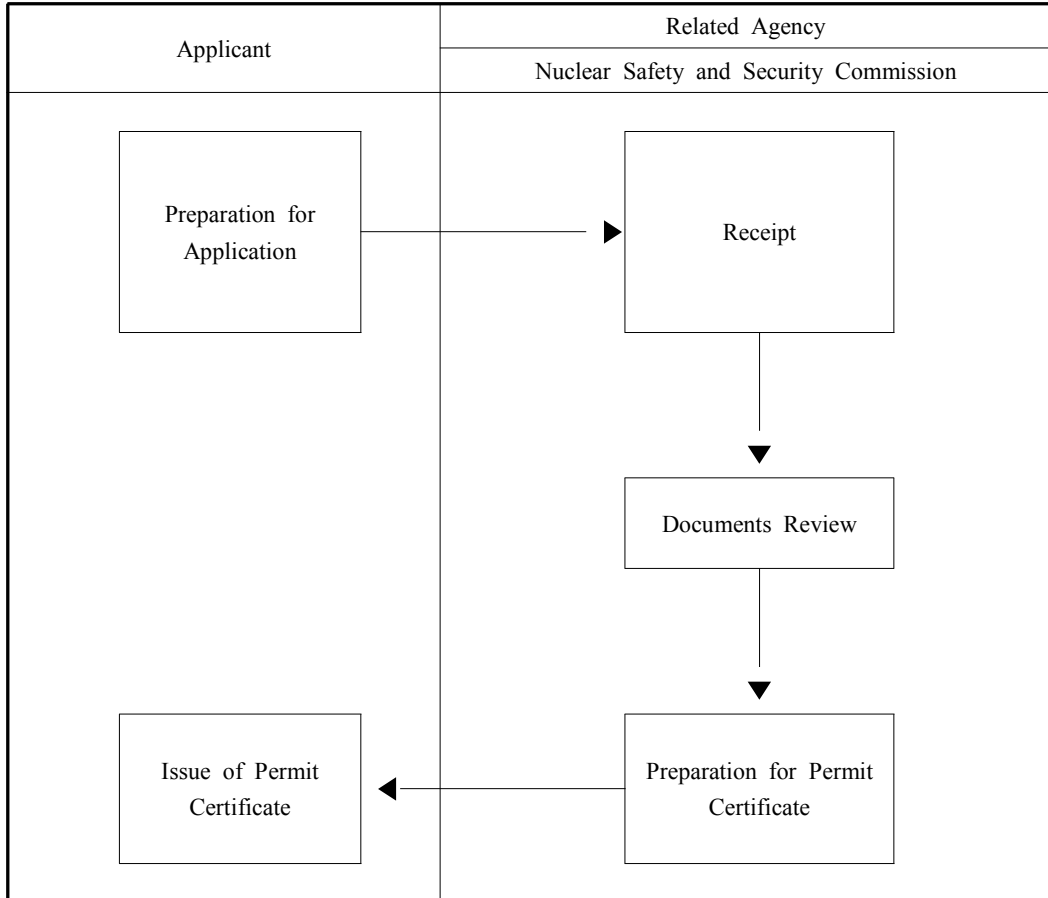 Applicant
Related Agency
Nuclear Safety and Security Commission
Preparation for
Application
Receipt
Documents Review
Issue of Permit
Certificate
Preparation for Permit
Certificate